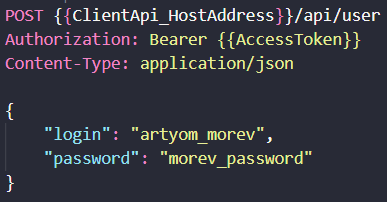 POST {{ClientApi_HostAddress}}/api/user
Authorization: Bearer {{AccessToken}}
Content-Type: application/json

{
    "login": "artyom_morev",
    "password": "morev_password"
}